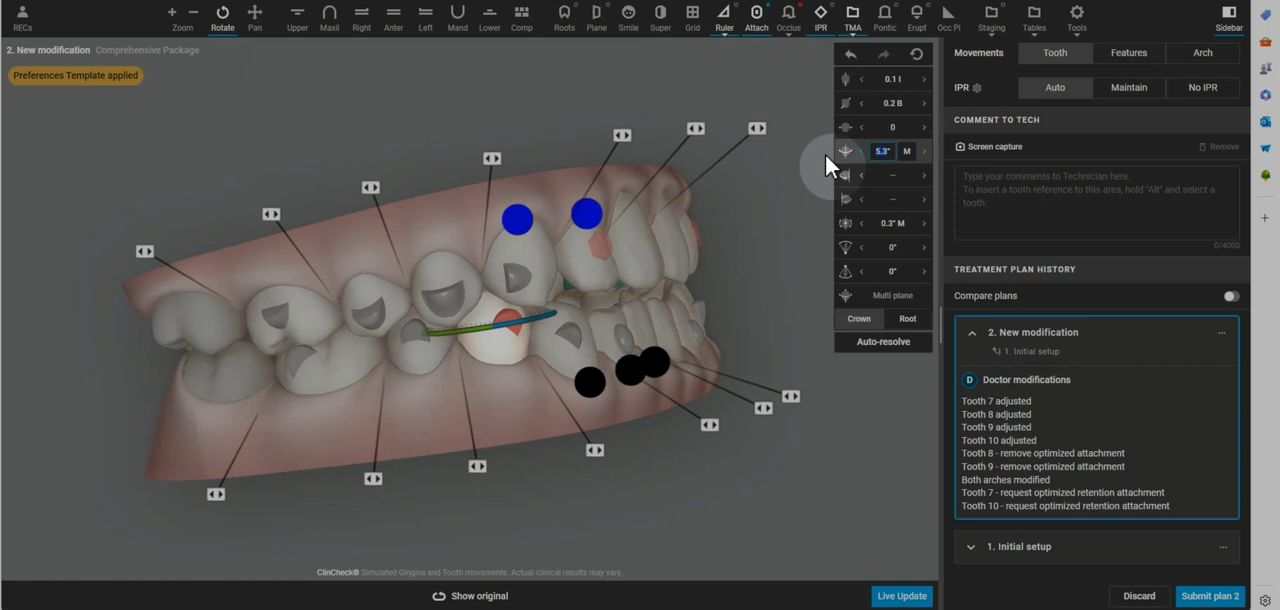 RECs
Zoom
Rotate
Pan
Upper
Maxil
Right
Anter
Left
Mand
Lower
Comp
Roots
Plane
Smile
Super
Grid
Ruler
Attach
Occlus
IPR
TMA
Pontic
Erupt
Occ Pl
Staging
Tables
Tools
Sidebar
2. New modification Comprehensive Package
Preferences Template applied
0.1 I
0.2 B
0
5.3° M
–
–
0.3° M
0°
0°
Multi plane
Crown Root
Auto-resolve
Movements Tooth Features Arch
IPR Auto Maintain No IPR
COMMENT TO TECH
Screen capture Remove
Type your comments to Technician here.
To insert a tooth reference to this area, hold "Alt" and select a
tooth.
0/4000
TREATMENT PLAN HISTORY
Compare plans
2. New modification
1. Initial setup
D Doctor modifications
Tooth 7 adjusted
Tooth 8 adjusted
Tooth 9 adjusted
Tooth 10 adjusted
Tooth 8 - remove optimized attachment
Tooth 9 - remove optimized attachment
Both arches modified
Tooth 7 - request optimized retention attachment
Tooth 10 - request optimized retention attachment
1. Initial setup
ClinCheck® Simulated Gingiva and Tooth movements. Actual clinical results may vary.
Show original
Live Update
Discard
Submit plan 2